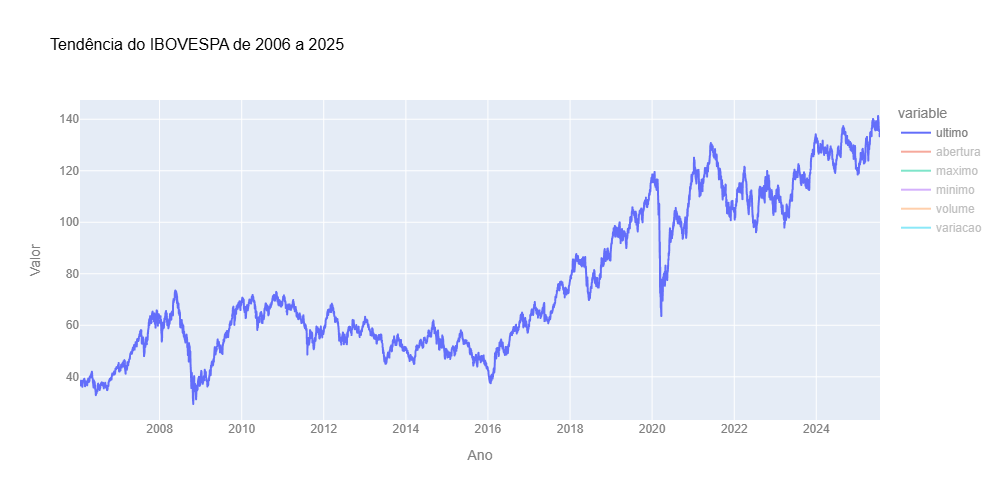 Tendência do IBOVESPA de 2006 a 2025
140
120
100
80
60
40
Valor
2008 2010 2012 2014 2016 2018 2020 2022 2024
Ano
variable
ultimo
abertura
maximo
minimo
volume
variacao